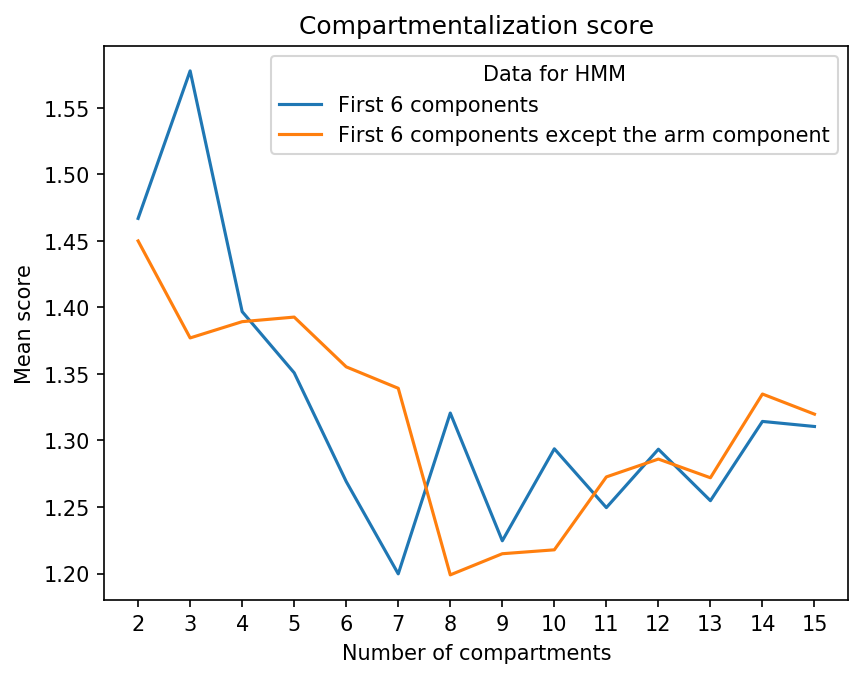 Compartmentalization score
Data for HMM
First 6 components
First 6 components except the arm component
Mean score
1.55
1.50
1.45
1.40
1.35
1.30
1.25
1.20
2 3 4 5 6 7 8 9 10 11 12 13 14 15
Number of compartments